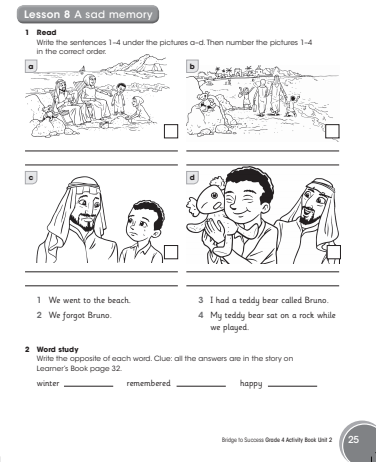 Lesson 8 A sad memory
1 Read
Write the sentences 1–4 under the pictures a–d. Then number the pictures 1–4
in the correct order.
a
b
c
d
1 We went to the beach.
3 I had a teddy bear called Bruno.
2 We forgot Bruno.
4 My teddy bear sat on a rock while
we played.
2 Word study
Write the opposite of each word. Clue: all the answers are in the story on
Learner's Book page 32.
winter ________ remembered ________ happy ________
Bridge to Success Grade 4 Activity Book Unit 2
25